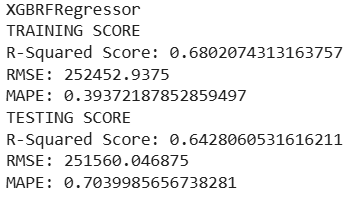 XGBRFRegressor
TRAINING SCORE
R-Squared Score: 0.6802074313163757
RMSE: 252452.9375
MAPE: 0.39372187852859497
TESTING SCORE
R-Squared Score: 0.6428060531616211
RMSE: 251560.046875
MAPE: 0.7039985656738281